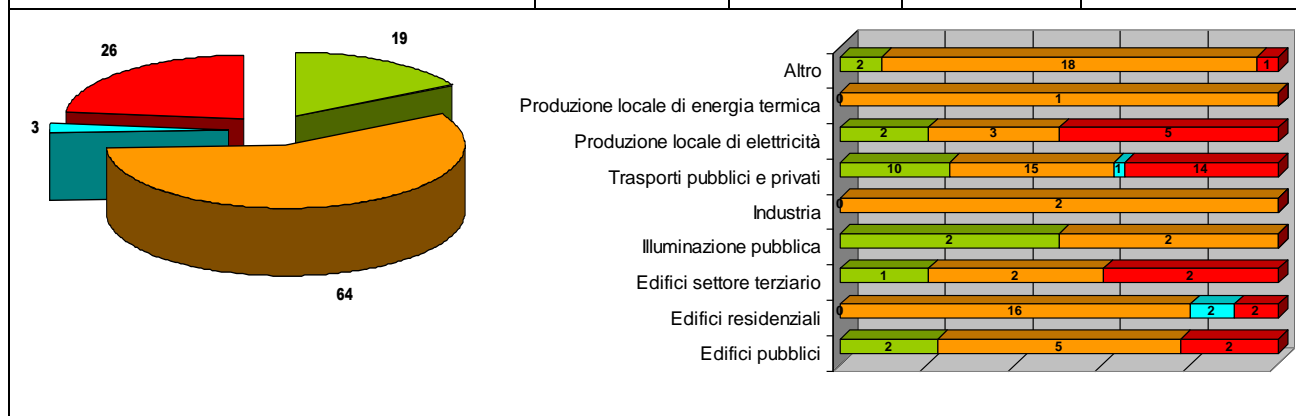 26
19
3
64
Altro
2 18 1
Produzione locale di energia termica
0 1
Produzione locale di elettricità
2 3 5
Trasporti pubblici e privati
10 15 1 14
Industria
0 2
Illuminazione pubblica
2 2
Edifici settore terziario
1 2 2
Edifici residenziali
0 16 2 2
Edifici pubblici
2 5 2